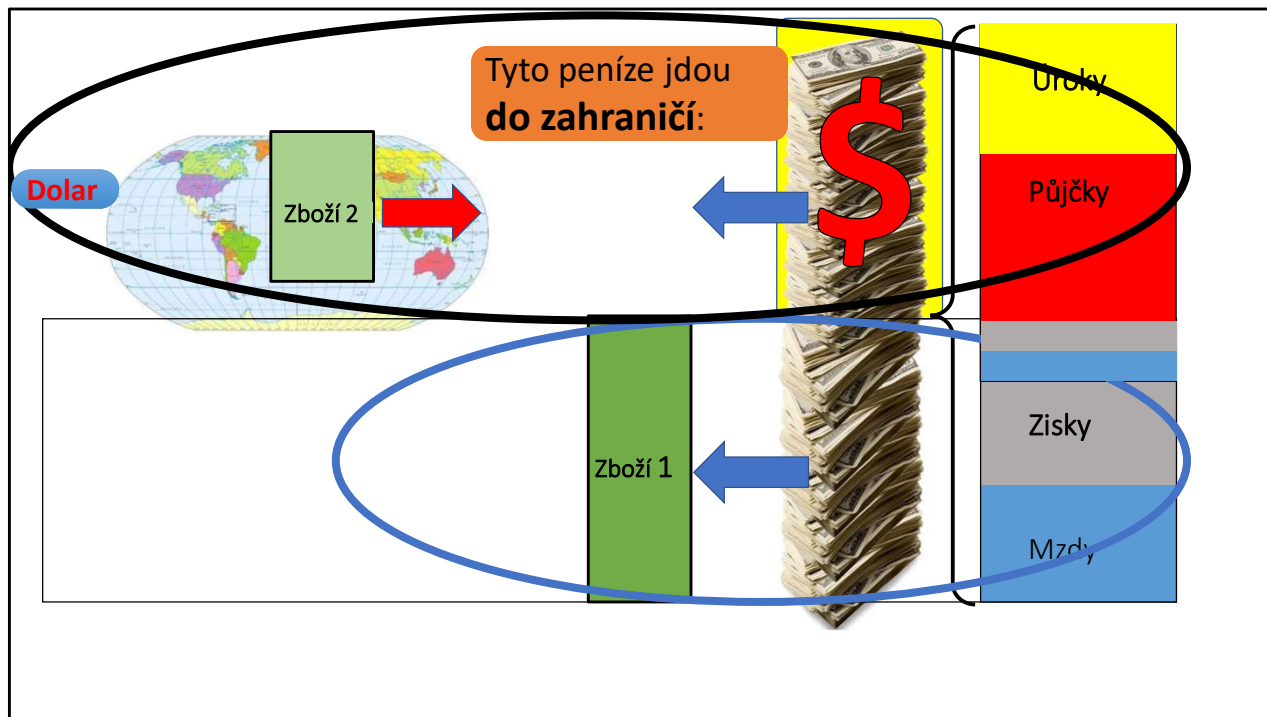 Tyto peníze jdou
do zahraničí:
$
Úroky
Dolar
Zboží 2
Půjčky
Zboží 1
Zisky
Mzdy